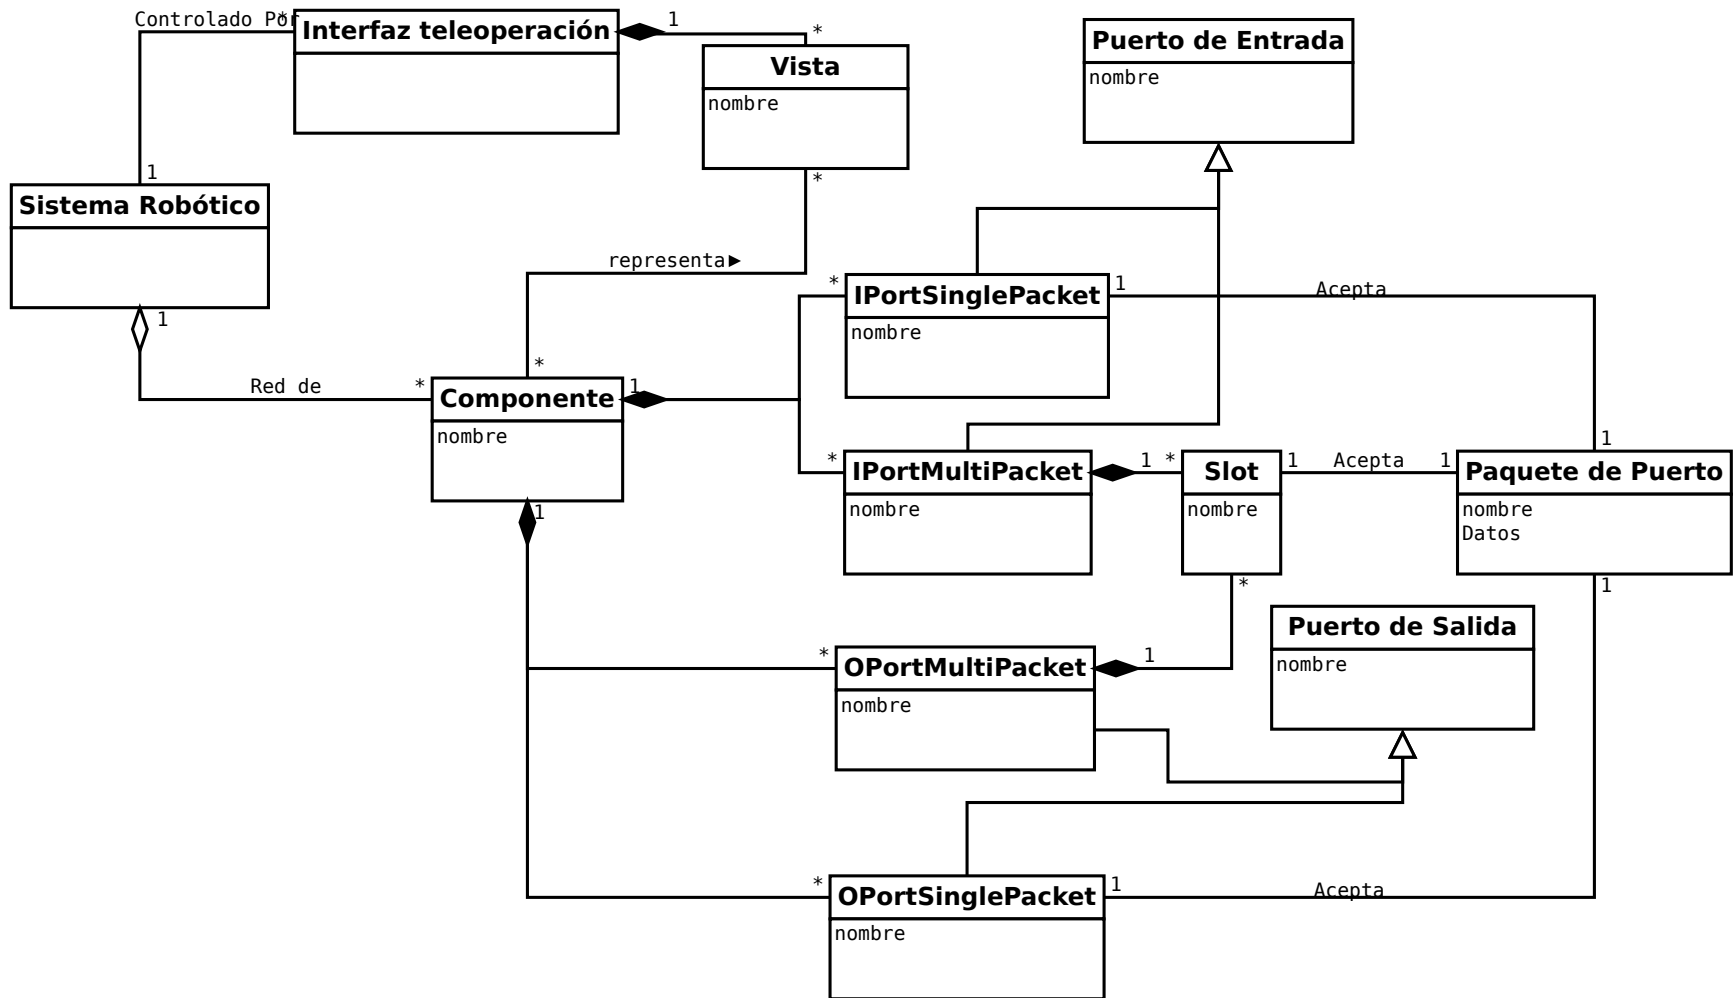 Controlado Por
*
Interfaz teleoperación
1
*
Vista
nombre
*
Puerto de Entrada
nombre
1
Sistema Robótico
1
representa►
*
IPortSinglePacket
nombre
1
Acepta
1
Red de
*
*
Componente
nombre
1
1
*
IPortMultiPacket
nombre
1
*
Slot
nombre
*
1
Acepta
1
Paquete de Puerto
nombre
Datos
1
Puerto de Salida
nombre
*
OPortMultiPacket
nombre
1
*
OPortSinglePacket
nombre
1
Acepta